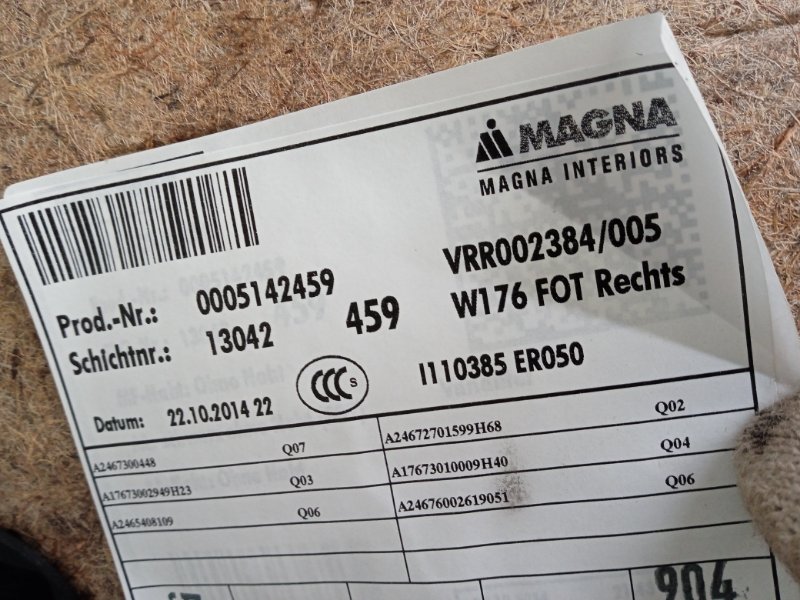 MAGNA
MAGNA INTERIORS
Prod.-Nr.: 0005142459
VRR002384/005
Schichtnr.: 13042 459
W176 FOT Rechts
Datum: 22.10.2014 22
CCC S
I110385 ER050
A2467300448 Q07
A24672701599H68 Q02
A17673002949H23 Q03
A17673010009H40 Q04
A2465408109 Q06
A24676002619051 Q06
904